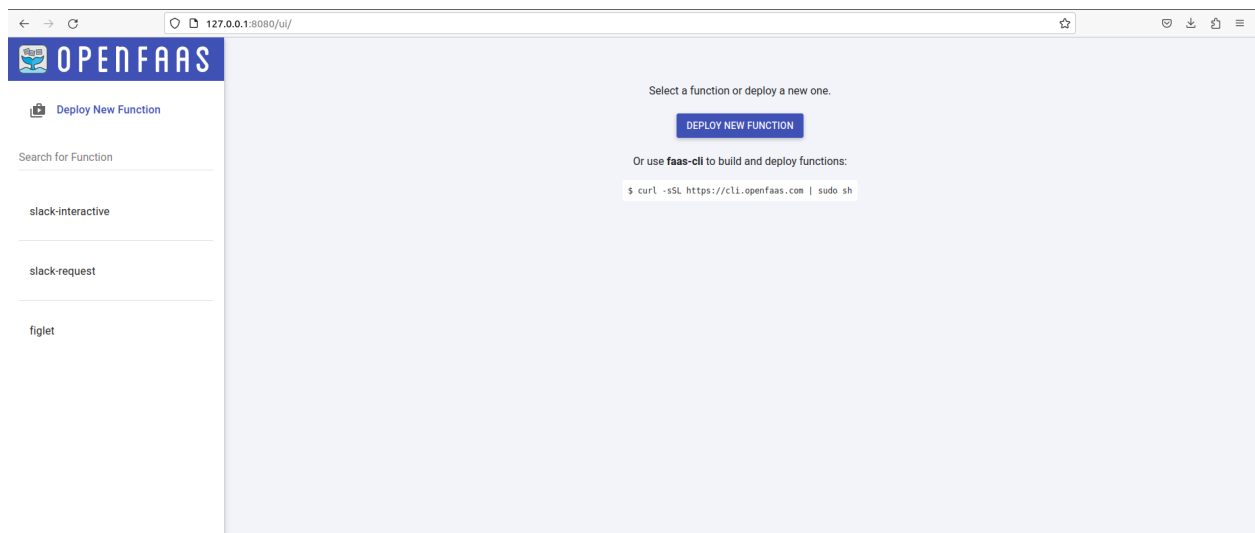 127.0.0.1:8080/ui/
OPENFAAS
Deploy New Function
Search for Function
slack-interactive
slack-request
figlet
Select a function or deploy a new one.
DEPLOY NEW FUNCTION
Or use faas-cli to build and deploy functions:
$ curl -sSL https://cli.openfaas.com | sudo sh